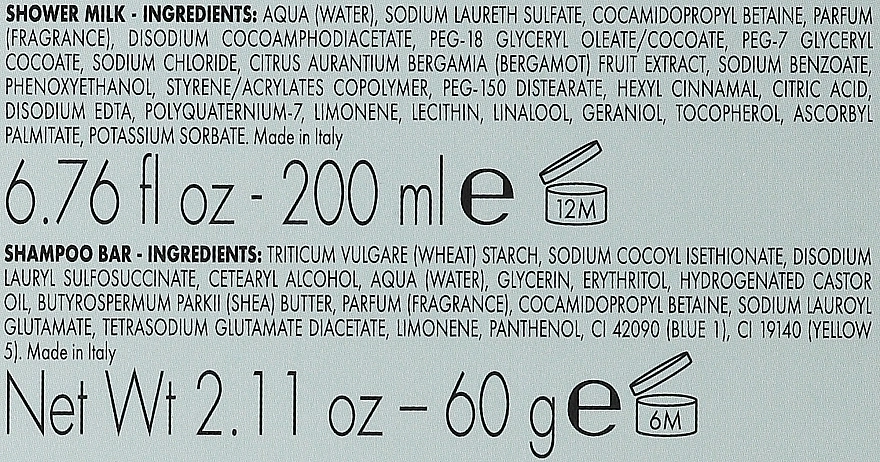 SHOWER MILK - INGREDIENTS: AQUA (WATER), SODIUM LAURETH SULFATE, COCAMIDOPROPYL BETAINE, PARFUM
(FRAGRANCE), DISODIUM COCOAMPHODIACETATE, PEG-18 GLYCERYL OLEATE/COCOATE, PEG-7 GLYCERYL
COCOATE, SODIUM CHLORIDE, CITRUS AURANTIUM BERGAMIA (BERGAMOT) FRUIT EXTRACT, SODIUM BENZOATE,
PHENOXYETHANOL, STYRENE/ACRYLATES COPOLYMER, PEG-150 DISTEARATE, HEXYL CINNAMAL, CITRIC ACID,
DISODIUM EDTA, POLYQUATERNIUM-7, LIMONENE, LECITHIN, LINALOOL, GERANIOL, TOCOPHEROL, ASCORBYL
PALMITATE, POTASSIUM SORBATE. Made in Italy
6.76 fl oz - 200 ml e 12M
SHAMPOO BAR - INGREDIENTS: TRITICUM VULGARE (WHEAT) STARCH, SODIUM COCOYL ISETHIONATE, DISODIUM
LAURYL SULFOSUCCINATE, CETEARYL ALCOHOL, AQUA (WATER), GLYCERIN, ERYTHRITOL, HYDROGENATED CASTOR
OIL, BUTYROSPERMUM PARKII (SHEA) BUTTER, PARFUM (FRAGRANCE), COCAMIDOPROPYL BETAINE, SODIUM LAUROYL
GLUTAMATE, TETRASODIUM GLUTAMATE DIACETATE, LIMONENE, PANTHENOL, CI 42090 (BLUE 1), CI 19140 (YELLOW
5). Made in Italy
Net Wt 2.11 oz – 60 g e 6M